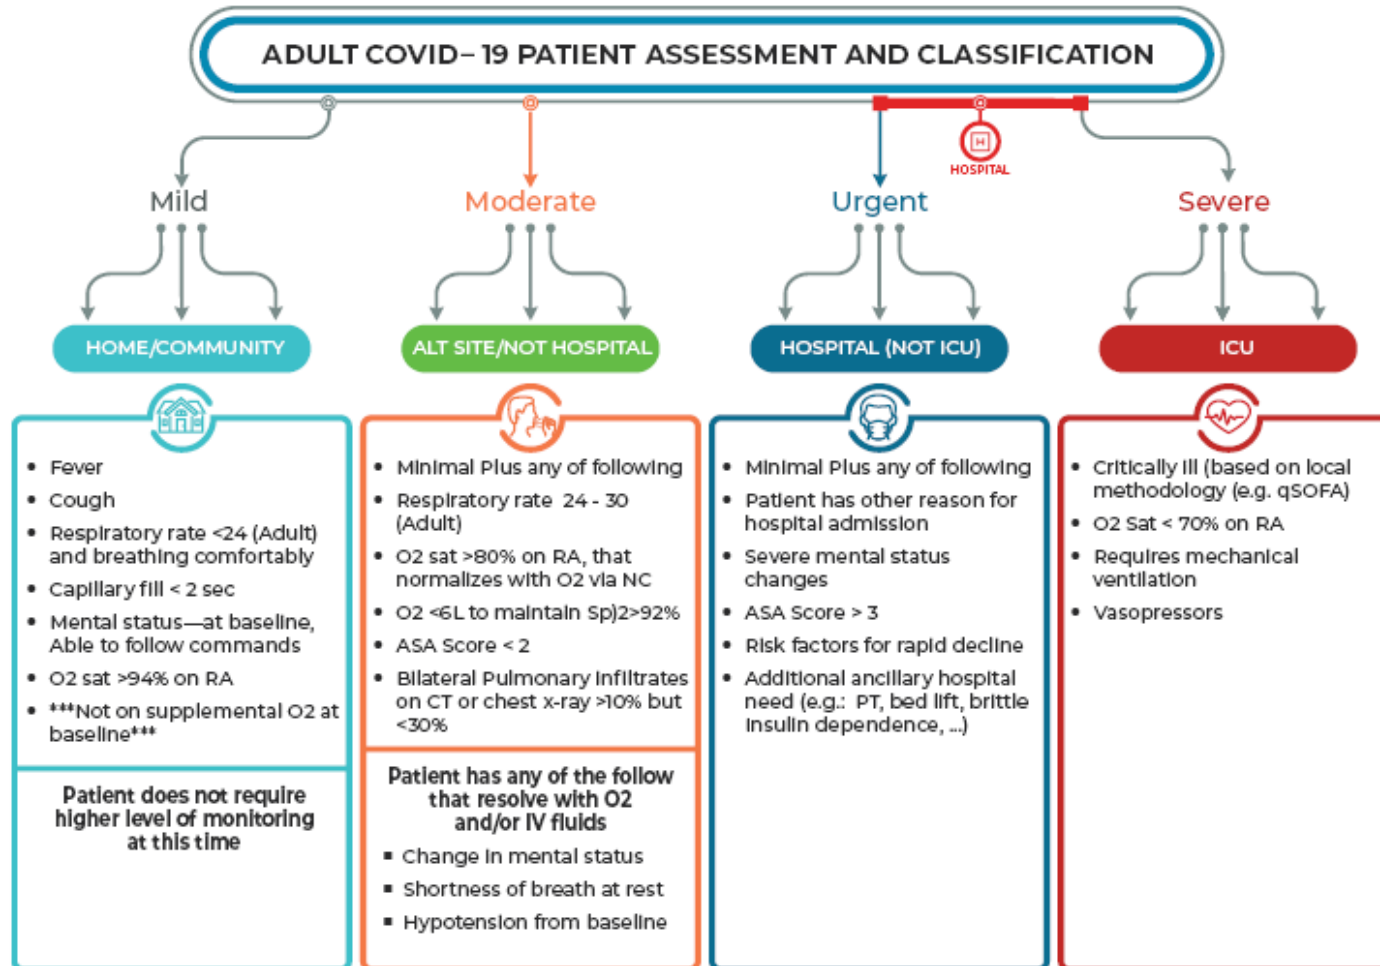 ADULT COVID– 19 PATIENT ASSESSMENT AND CLASSIFICATION
H
HOSPITAL
Mild
Moderate
Urgent
Severe
HOME/COMMUNITY
ALT SITE/NOT HOSPITAL
HOSPITAL (NOT ICU)
ICU
• Fever
• Cough
• Respiratory rate <24 (Adult)
and breathing comfortably
• Capillary fill < 2 sec
• Mental status—at baseline,
Able to follow commands
• O2 sat >94% on RA
• ***Not on supplemental O2 at
baseline***
Patient does not require
higher level of monitoring
at this time
• Minimal Plus any of following
• Respiratory rate 24 - 30
(Adult)
• O2 sat >80% on RA, that
normalizes with O2 via NC
• O2 <6L to maintain Sp)2>92%
• ASA Score < 2
• Bilateral Pulmonary Infiltrates
on CT or chest x-ray >10% but
<30%
Patient has any of the follow
that resolve with O2
and/or IV fluids
▪ Change in mental status
▪ Shortness of breath at rest
▪ Hypotension from baseline
• Minimal Plus any of following
• Patient has other reason for
hospital admission
• Severe mental status
changes
• ASA Score > 3
• Risk factors for rapid decline
• Additional ancillary hospital
need (e.g.: PT, bed lift, brittle
insulin dependence, ...)
• Critically Ill (based on local
methodology (e.g. qSOFA)
• O2 Sat < 70% on RA
• Requires mechanical
ventilation
• Vasopressors